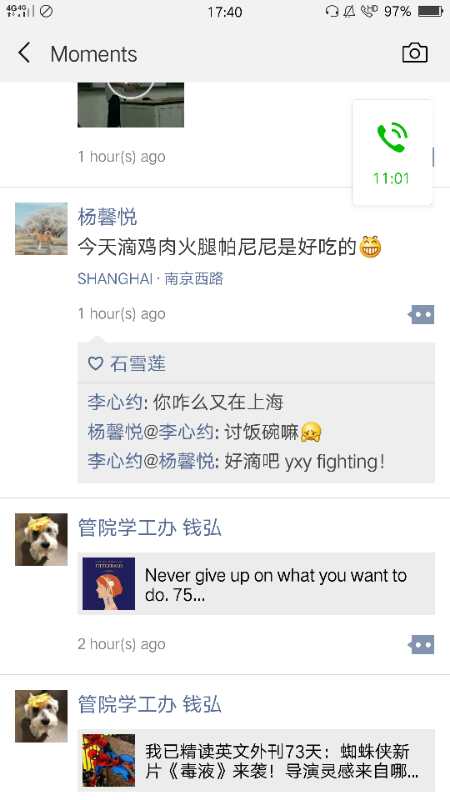 4G 4G 17:40 HD 97%
Moments
1 hour(s) ago
11:01
杨馨悦
今天滴鸡肉火腿帕尼尼是好吃的😁
SHANGHAI · 南京西路
1 hour(s) ago
石雪莲
李心约: 你咋么又在上海
杨馨悦@李心约: 讨饭碗嘛
李心约@杨馨悦: 好滴吧 yxy fighting!
管院学工办 钱弘
Never give up on what you want to
do. 75...
2 hour(s) ago
管院学工办 钱弘
我已精读英文外刊73天：蜘蛛侠新
片《毒液》来袭！导演灵感来自哪...